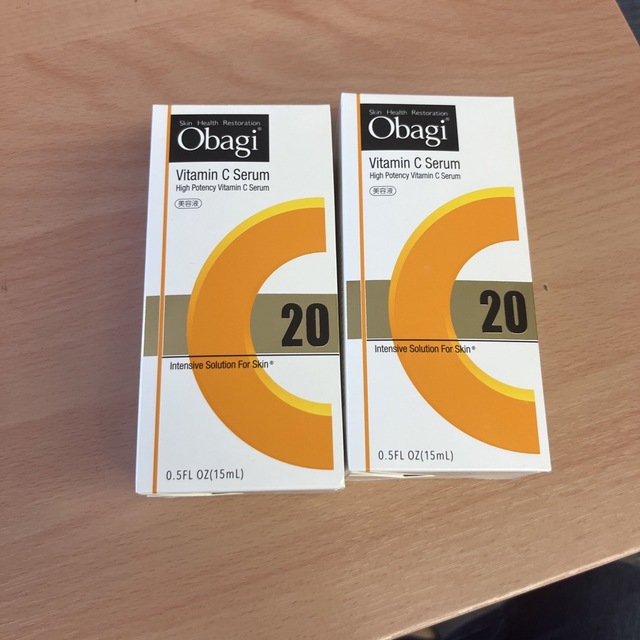 Skin Health Restoration
Obagi®
Vitamin C Serum
High Potency Vitamin C Serum
美容液
20
Intensive Solution For Skin®
0.5FL OZ(15mL)
Skin Health Restoration
Obagi®
Vitamin C Serum
High Potency Vitamin C Serum
美容液
20
Intensive Solution For Skin®
0.5FL OZ(15mL)